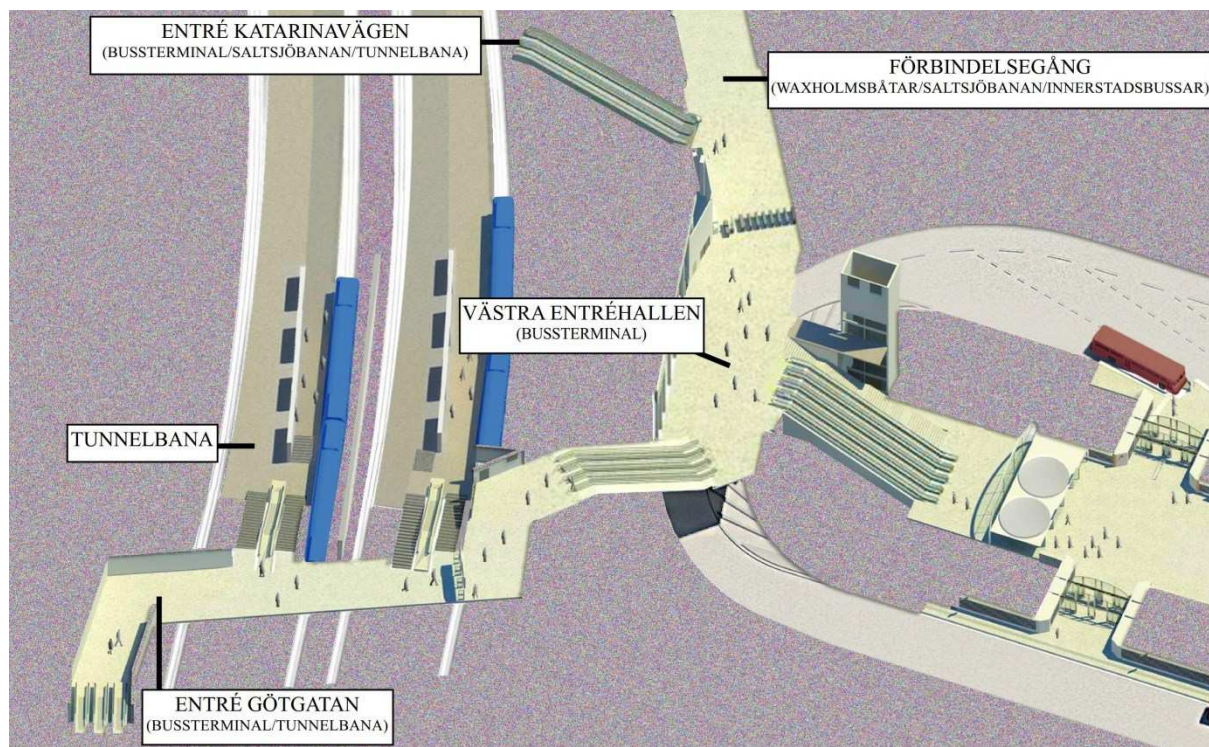 ENTRÉ KATARINAVÄGEN
(BUSSTERMINAL/SALTSJÖBANAN/TUNNELBANA)
FÖRBINDELSEGÅNG
(WAXHOLMSBÅTAR/SALTSJÖBANAN/INNERSTADSBUSSAR)
VÄSTRA ENTRÉHALLEN
(BUSSTERMINAL)
TUNNELBANA
ENTRÉ GÖTGATAN
(BUSSTERMINAL/TUNNELBANA)